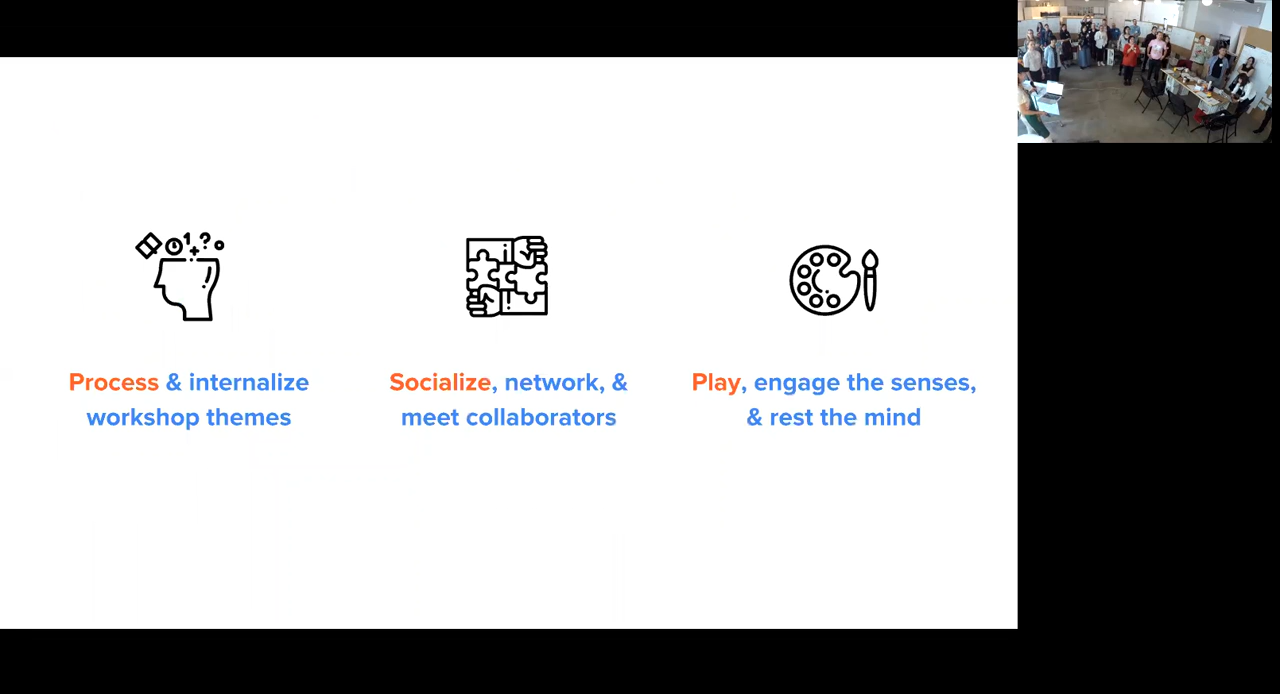 Process & internalize
workshop themes
Socialize, network, &
meet collaborators
Play, engage the senses,
& rest the mind